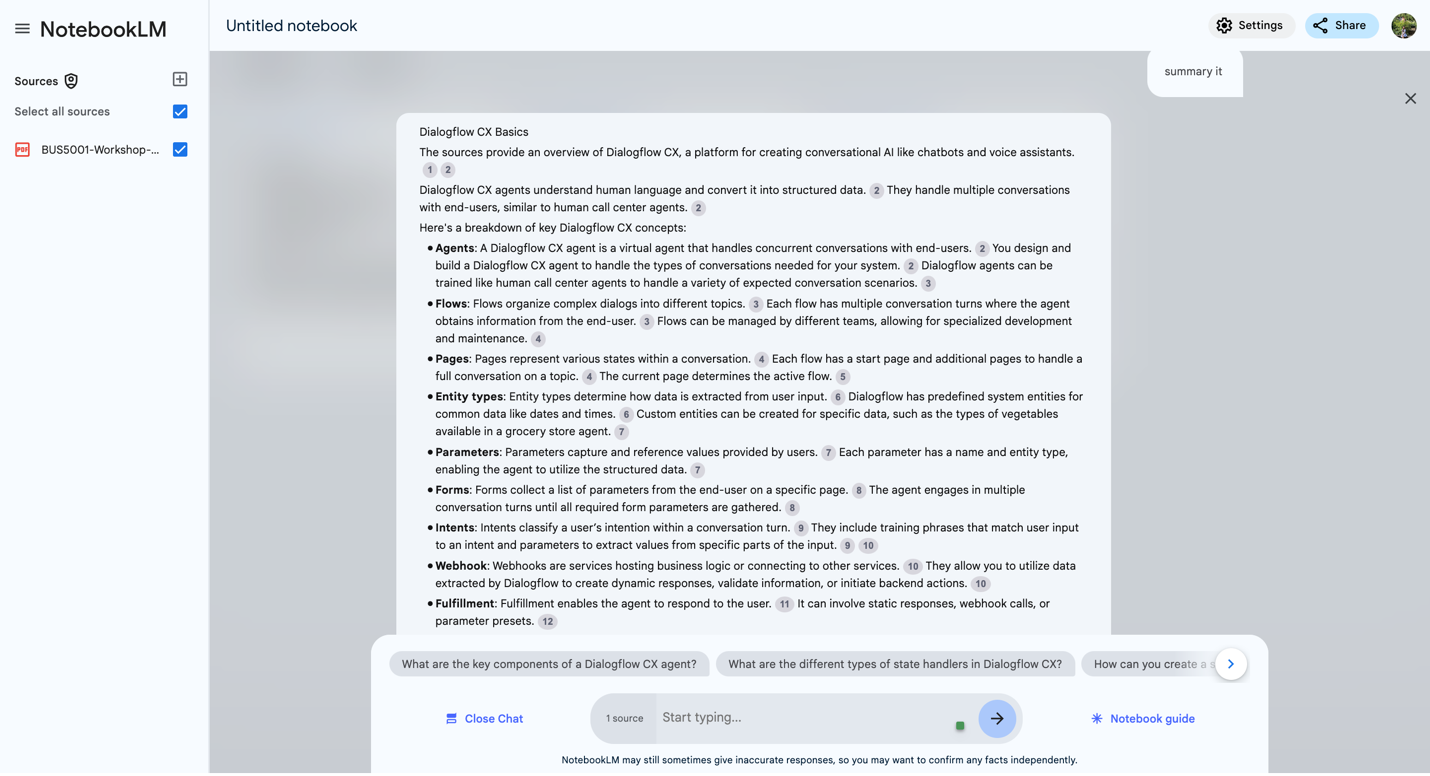 NotebookLM
Untitled notebook
Settings
Share
Sources
Select all sources
PDF
BUS5001-Workshop-...
summary it
Dialogflow CX Basics
The sources provide an overview of Dialogflow CX, a platform for creating conversational AI like chatbots and voice assistants.
1 2
Dialogflow CX agents understand human language and convert it into structured data. 2 They handle multiple conversations
with end-users, similar to human call center agents. 2
Here's a breakdown of key Dialogflow CX concepts:
• Agents: A Dialogflow CX agent is a virtual agent that handles concurrent conversations with end-users. 2 You design and
build a Dialogflow CX agent to handle the types of conversations needed for your system. 2 Dialogflow agents can be
trained like human call center agents to handle a variety of expected conversation scenarios. 3
• Flows: Flows organize complex dialogs into different topics. 3 Each flow has multiple conversation turns where the agent
obtains information from the end-user. 3 Flows can be managed by different teams, allowing for specialized development
and maintenance. 4
• Pages: Pages represent various states within a conversation. 4 Each flow has a start page and additional pages to handle a
full conversation on a topic. 4 The current page determines the active flow. 5
• Entity types: Entity types determine how data is extracted from user input. 6 Dialogflow has predefined system entities for
common data like dates and times. 6 Custom entities can be created for specific data, such as the types of vegetables
available in a grocery store agent. 7
• Parameters: Parameters capture and reference values provided by users. 7 Each parameter has a name and entity type,
enabling the agent to utilize the structured data. 7
• Forms: Forms collect a list of parameters from the end-user on a specific page. 8 The agent engages in multiple
conversation turns until all required form parameters are gathered. 8
• Intents: Intents classify a user's intention within a conversation turn. 9 They include training phrases that match user input
to an intent and parameters to extract values from specific parts of the input. 9 10
• Webhook: Webhooks are services hosting business logic or connecting to other services. 10 They allow you to utilize data
extracted by Dialogflow to create dynamic responses, validate information, or initiate backend actions. 10
• Fulfillment: Fulfillment enables the agent to respond to the user. 11 It can involve static responses, webhook calls, or
parameter presets. 12
What are the key components of a Dialogflow CX agent?
What are the different types of state handlers in Dialogflow CX?
How can you create a
Close Chat
1 source
Start typing...
Notebook guide
NotebookLM may still sometimes give inaccurate responses, so you may want to confirm any facts independently.